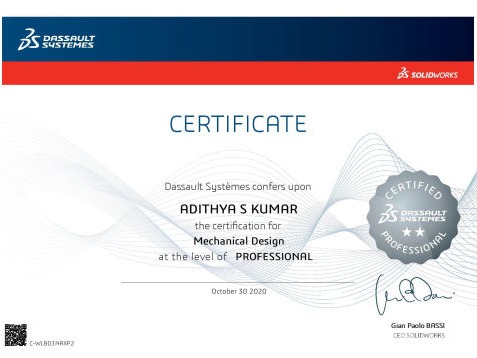 DASSAULT
SYSTEMES
SOLIDWORKS
CERTIFICATE
Dassault Systèmes confers upon
ADITHYA S KUMAR
the certification for
Mechanical Design
at the level of PROFESSIONAL
October 30 2020
CERTIFIED
DASSAULT
SYSTEMES
PROFESSIONAL
Gian Paolo BASSI
CEO SOLIDWORKS